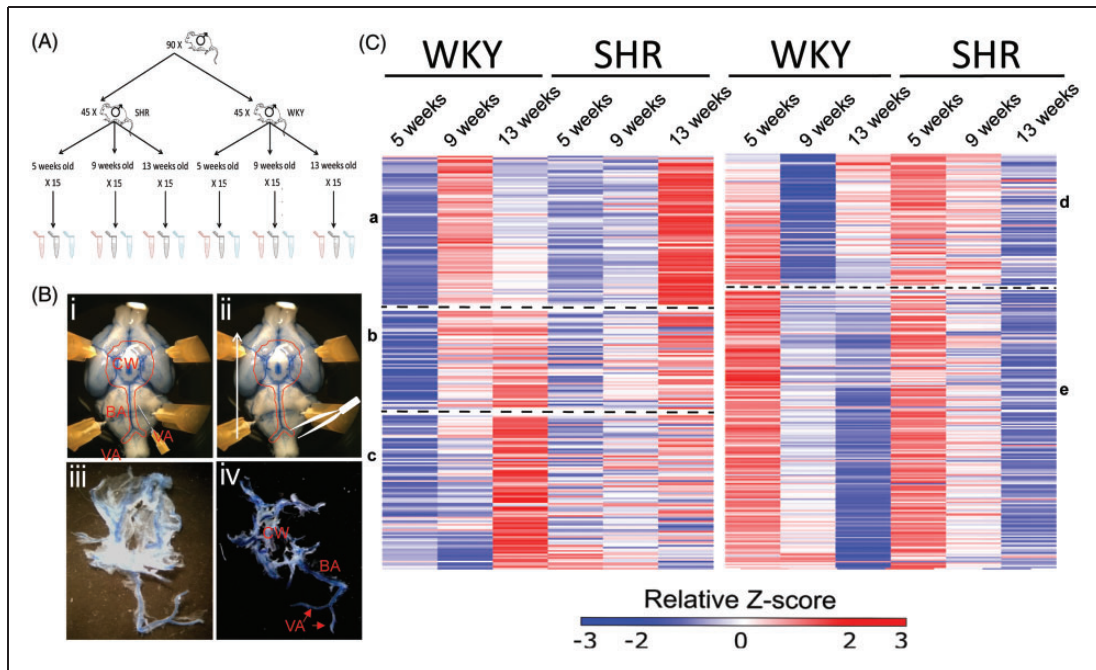 (A)
90 X
45 X SHR 45 X WKY
5 weeks old 9 weeks old 13 weeks old 5 weeks old 9 weeks old 13 weeks old
X 15 X 15 X 15 X 15 X 15 X 15
(B)
i ii
CW
BA
VA
VA
iii iv
CW
BA
VA
(C)
WKY SHR WKY SHR
5 weeks 9 weeks 13 weeks 5 weeks 9 weeks 13 weeks 5 weeks 9 weeks 13 weeks 5 weeks 9 weeks 13 weeks
a
b
c
d
e
Relative Z-score
-3 -2 0 2 3